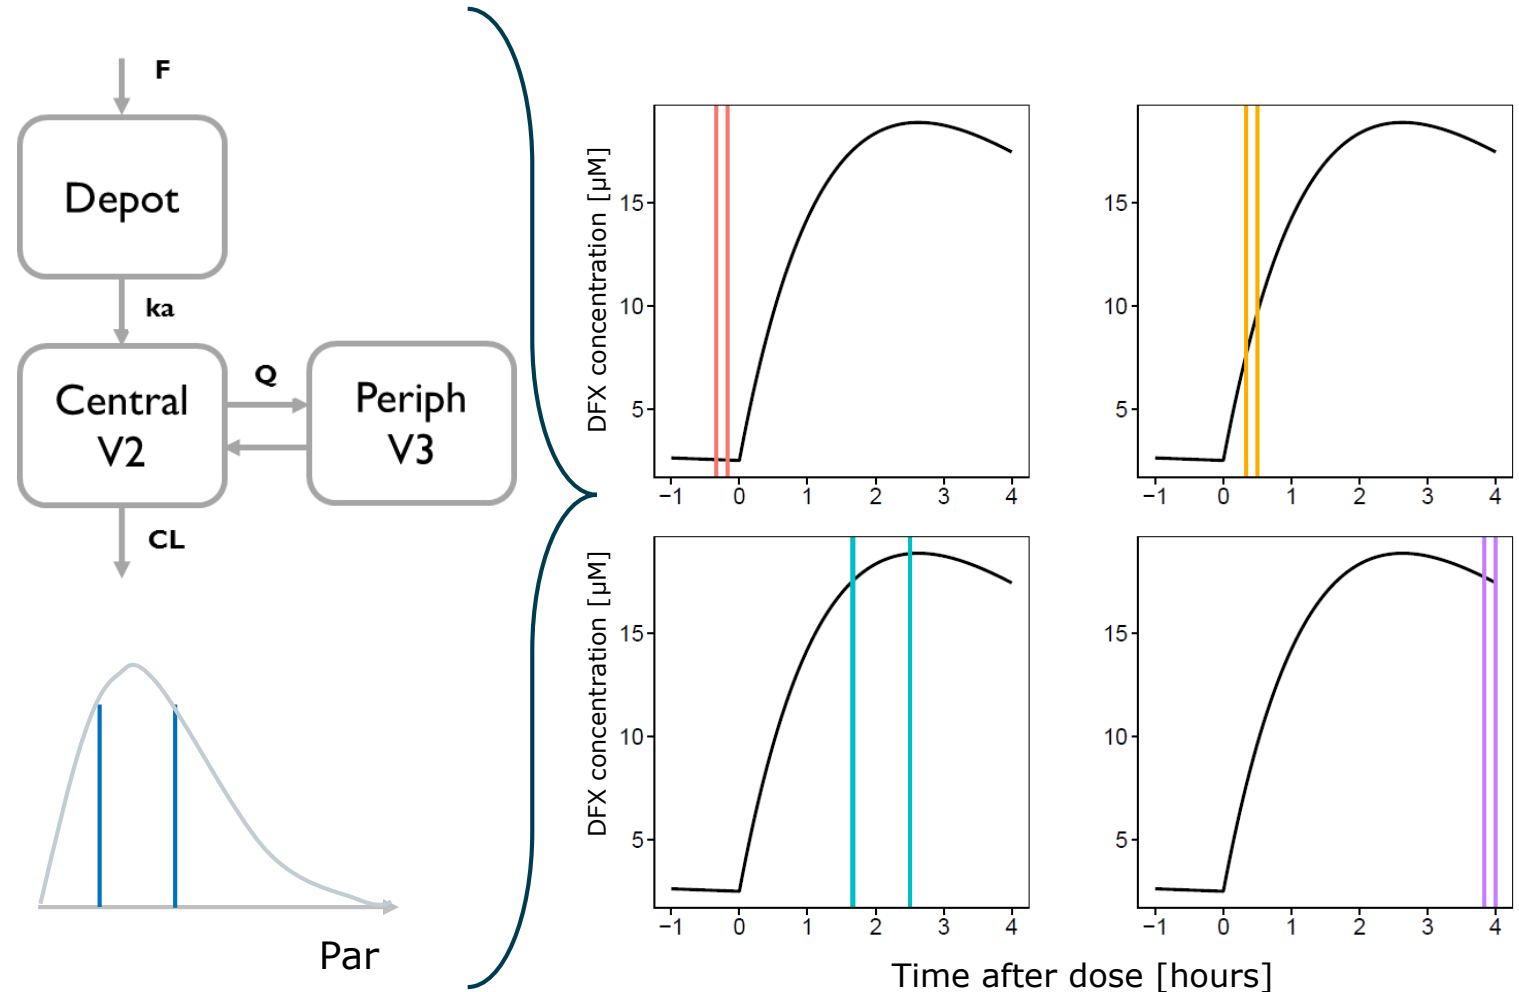 F
Depot
ka
Central
V2
Q
Periph
V3
CL
Par
DFX concentration [µM]
15
10
5
−1 0 1 2 3 4
15
10
5
−1 0 1 2 3 4
DFX concentration [µM]
15
10
5
−1 0 1 2 3 4
15
10
5
−1 0 1 2 3 4
Time after dose [hours]